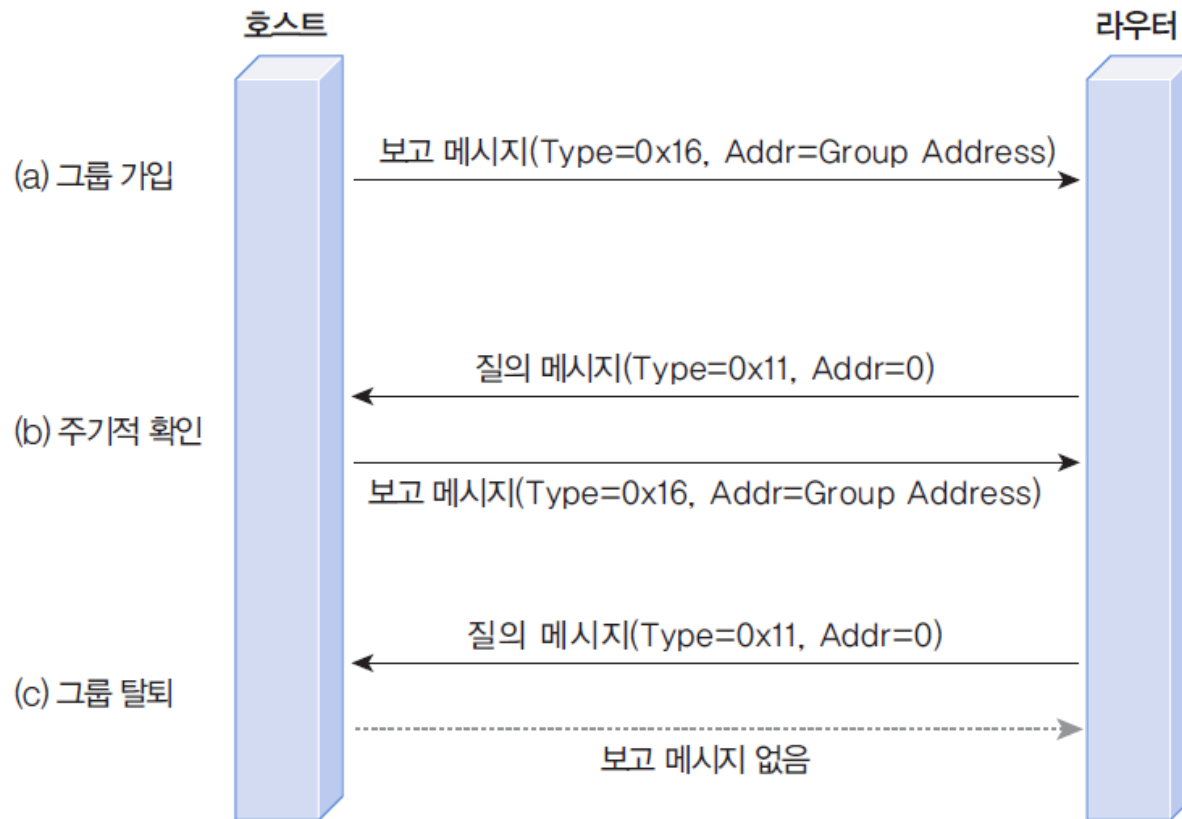 호스트
라우터
(a) 그룹 가입
보고 메시지(Type=0x16, Addr=Group Address)
질의 메시지(Type=0x11, Addr=0)
(b) 주기적 확인
보고 메시지(Type=0x16, Addr=Group Address)
질의 메시지(Type=0x11, Addr=0)
(c) 그룹 탈퇴
보고 메시지 없음